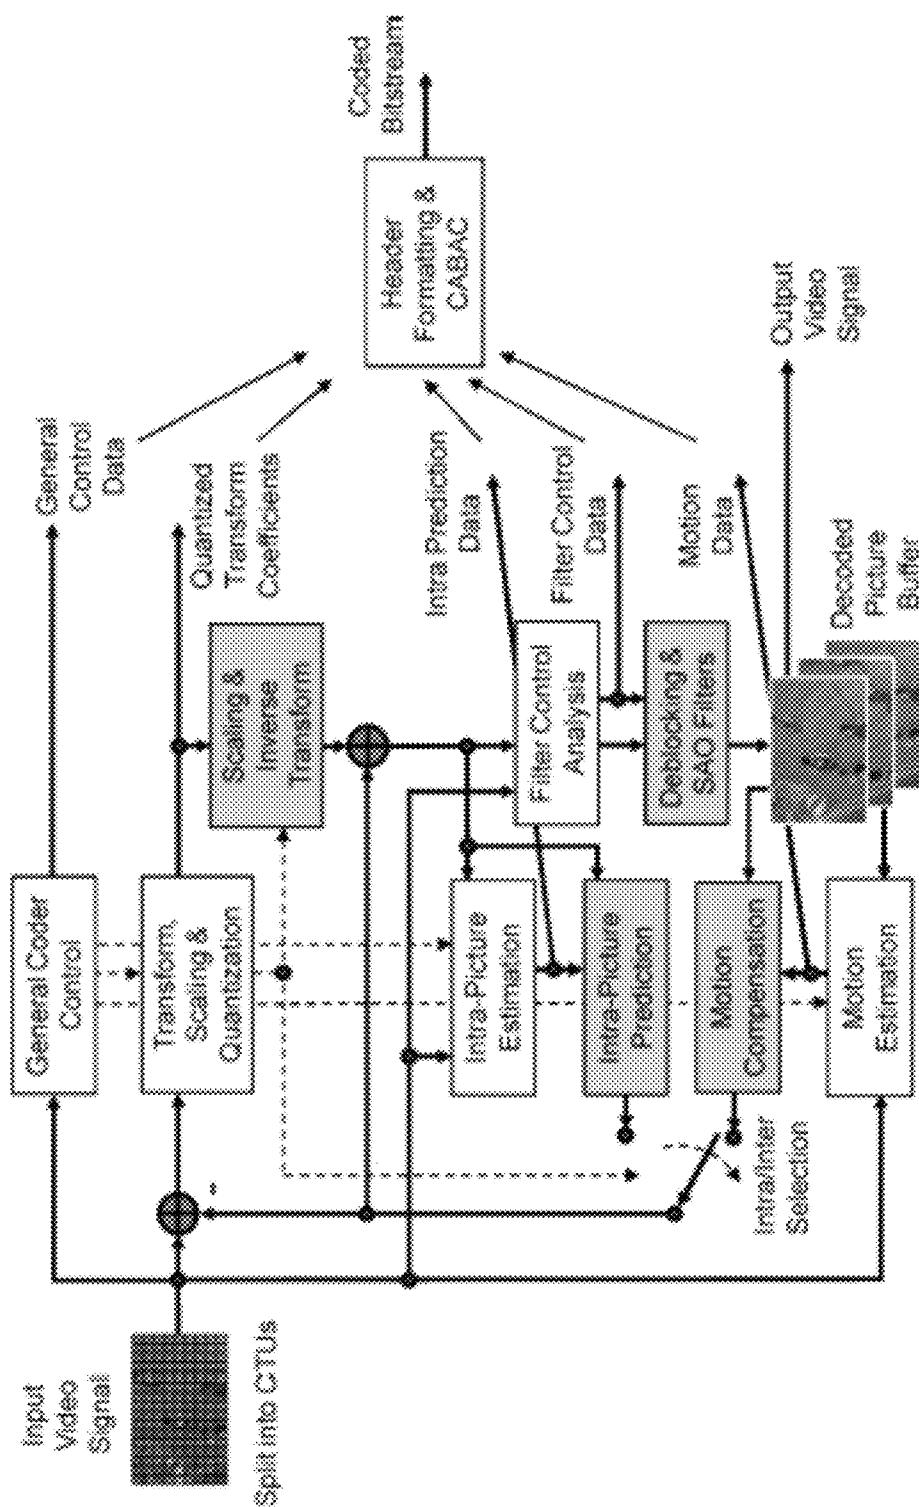 Input
Video
Signal
Split into CTUs
General Coder
Control
Transform,
Scaling &
Quantization
General
Control
Data
Quantized
Transform
Coefficients
Scaling &
Inverse
Transform
Coded
Bitstream
Header
Formatting &
CABAC
Intra-Picture
Estimation
Intra Prediction
Data
Filter Control
Analysis
Filter Control
Data
Intra-Picture
Prediction
Deblocking &
SAO Filters
Motion
Compensation
Motion
Data
Intra/Inter
Selection
Output
Video
Signal
Motion
Estimation
Decoded
Picture
Buffer